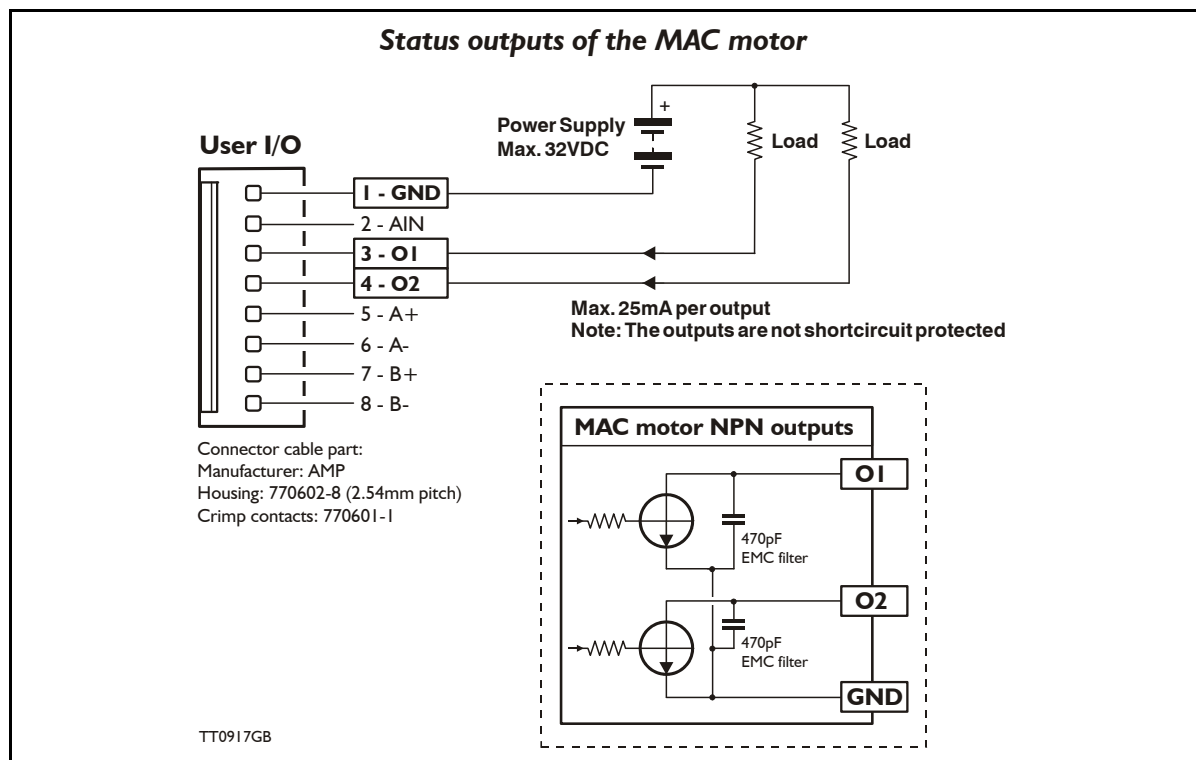 Status outputs of the MAC motor
User I/O
1 - GND
2 - AIN
3 - O1
4 - O2
5 - A+
6 - A-
7 - B+
8 - B-
Power Supply
Max. 32VDC
+
Load
Load
Max. 25mA per output
Note: The outputs are not shortcircuit protected
Connector cable part:
Manufacturer: AMP
Housing: 770602-8 (2.54mm pitch)
Crimp contacts: 770601-1
MAC motor NPN outputs
O1
470pF
EMC filter
O2
470pF
EMC filter
GND
TT0917GB